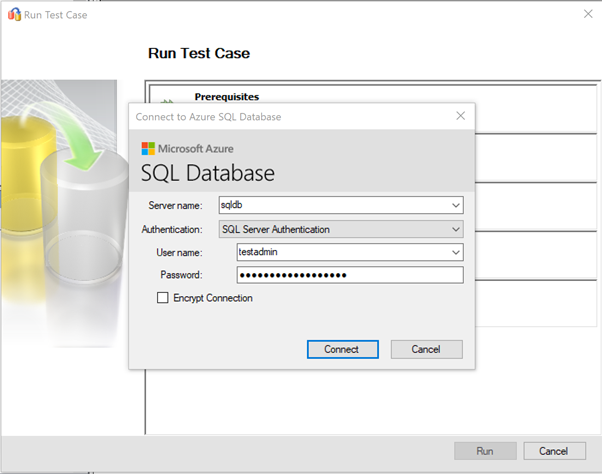 Run Test Case
Run Test Case
Prerequisites
Connect to Azure SQL Database
Microsoft Azure
SQL Database
Server name: sqldb
Authentication: SQL Server Authentication
User name: testadmin
Password: ●●●●●●●●●●●●●●●●●●
Encrypt Connection
Connect Cancel
Run Cancel